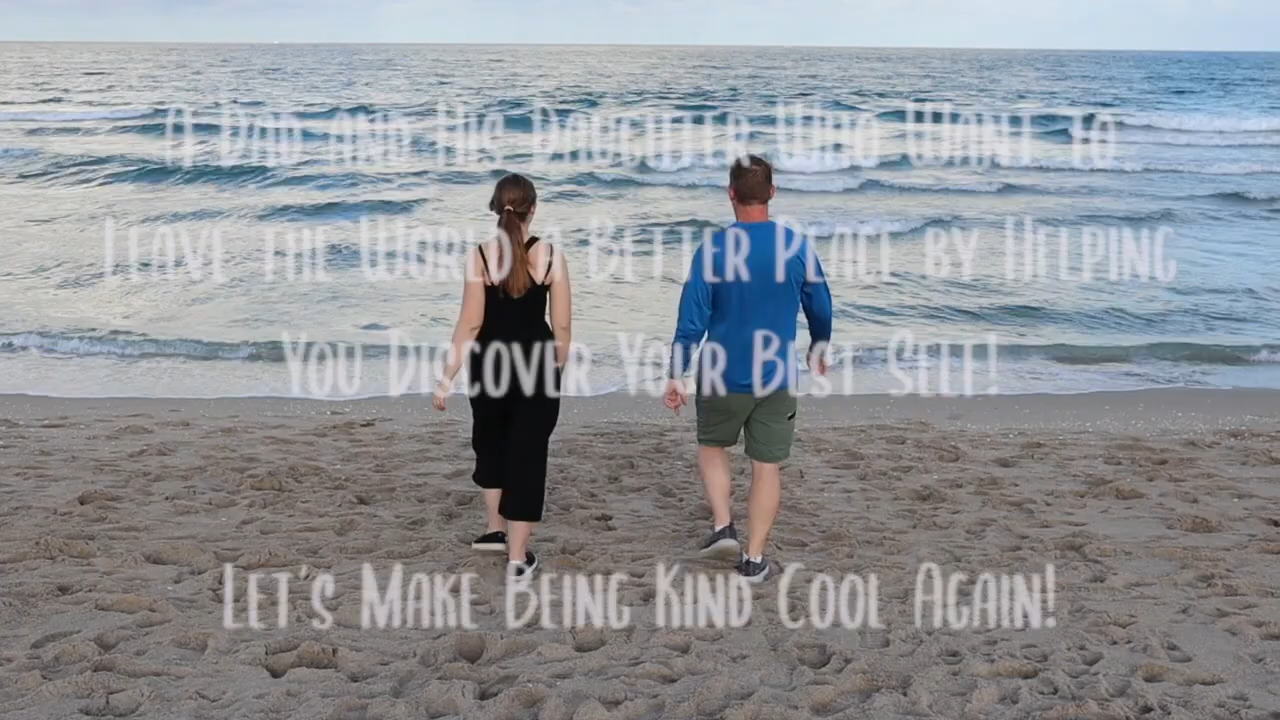 A Dad and His Daughter Who Want to
Leave the World a Better Place by Helping
You Discover Your Best Self!
Let's Make Being Kind Cool Again!